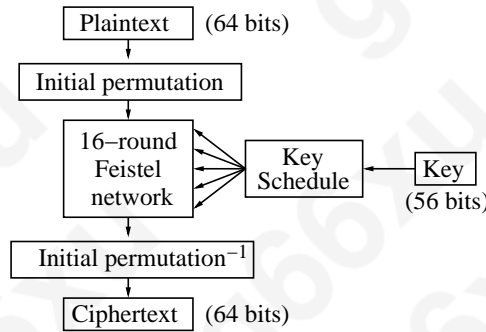 Plaintext (64 bits)
Initial permutation
16−round
Feistel
network
Key
Schedule
Key
(56 bits)
Initial permutation⁻¹
Ciphertext (64 bits)